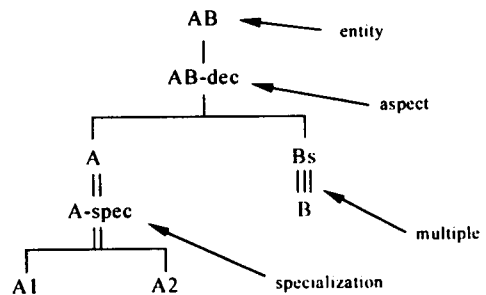 AB
entity
AB-dec
aspect
A
Bs
B
A-spec
multiple
A1
A2
specialization